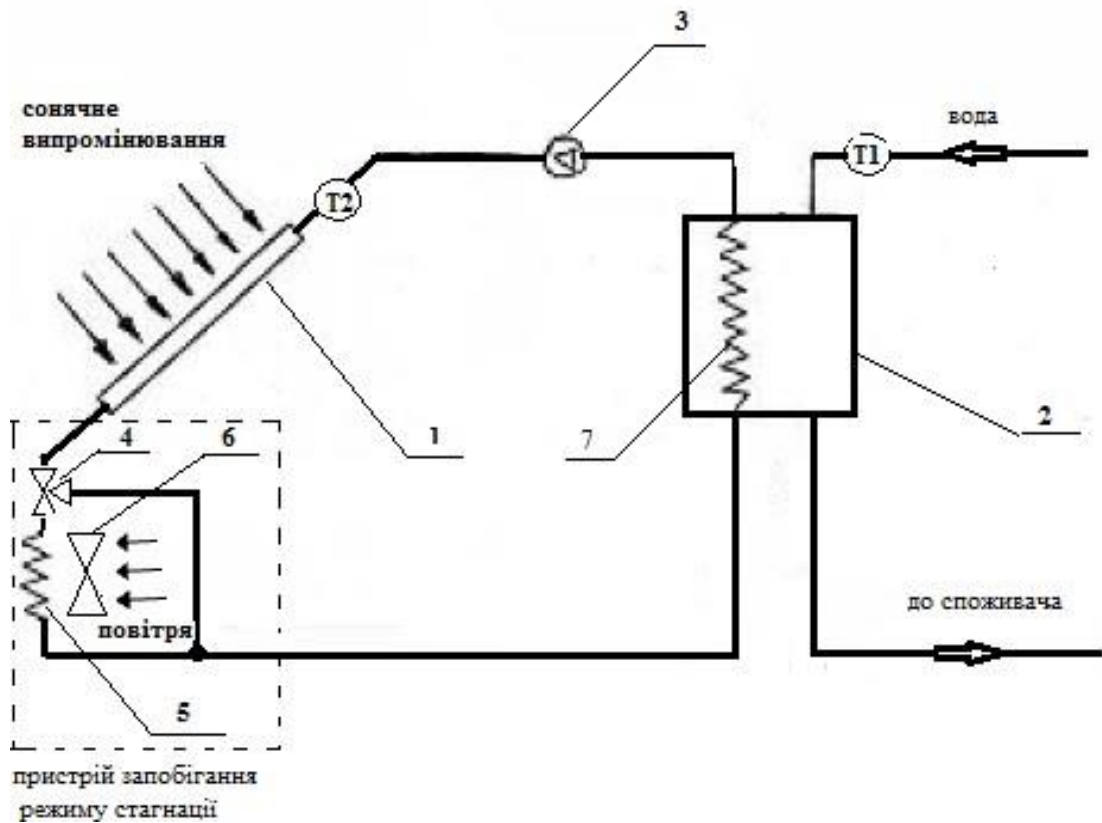 3
сонячне
випромінювання
вода
T1
T2
4
6
1
7
2
повітря
до споживача
5
пристрій запобігання
режиму стагнації